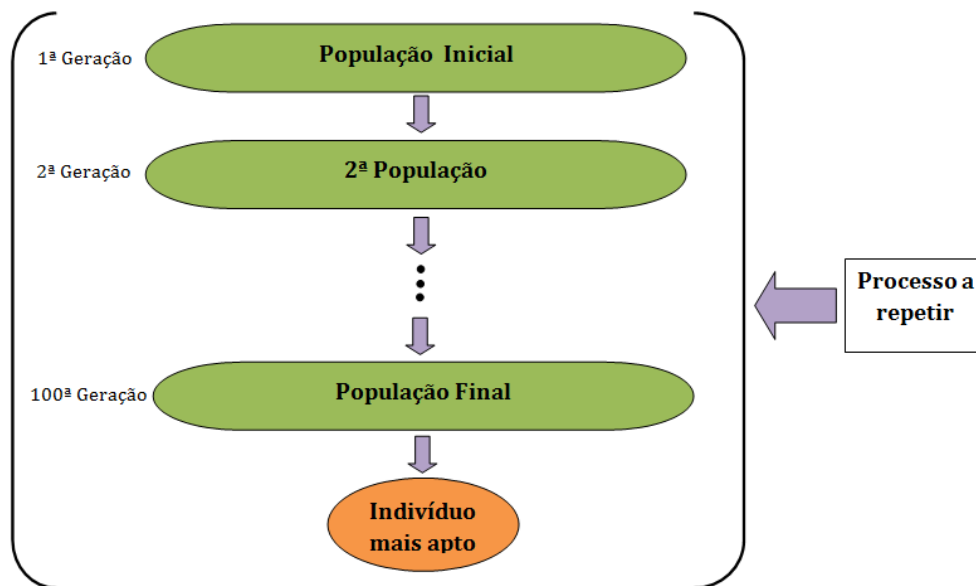 1ª Geração
População Inicial
2ª Geração
2ª População
Processo a
repetir
100ª Geração
População Final
Indivíduo
mais apto